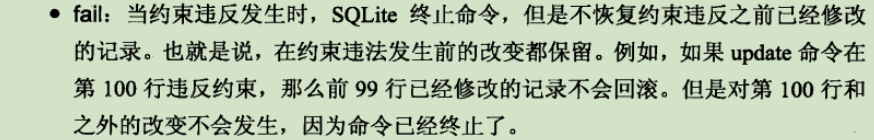 • fail：当约束违反发生时，SQLite 终止命令，但是不恢复约束违反之前已经修改
的记录。也就是说，在约束违法发生前的改变都保留。例如，如果 update 命令在
第 100 行违反约束，那么前 99 行已经修改的记录不会回滚。但是对第 100 行和
之外的改变不会发生，因为命令已经终止了。